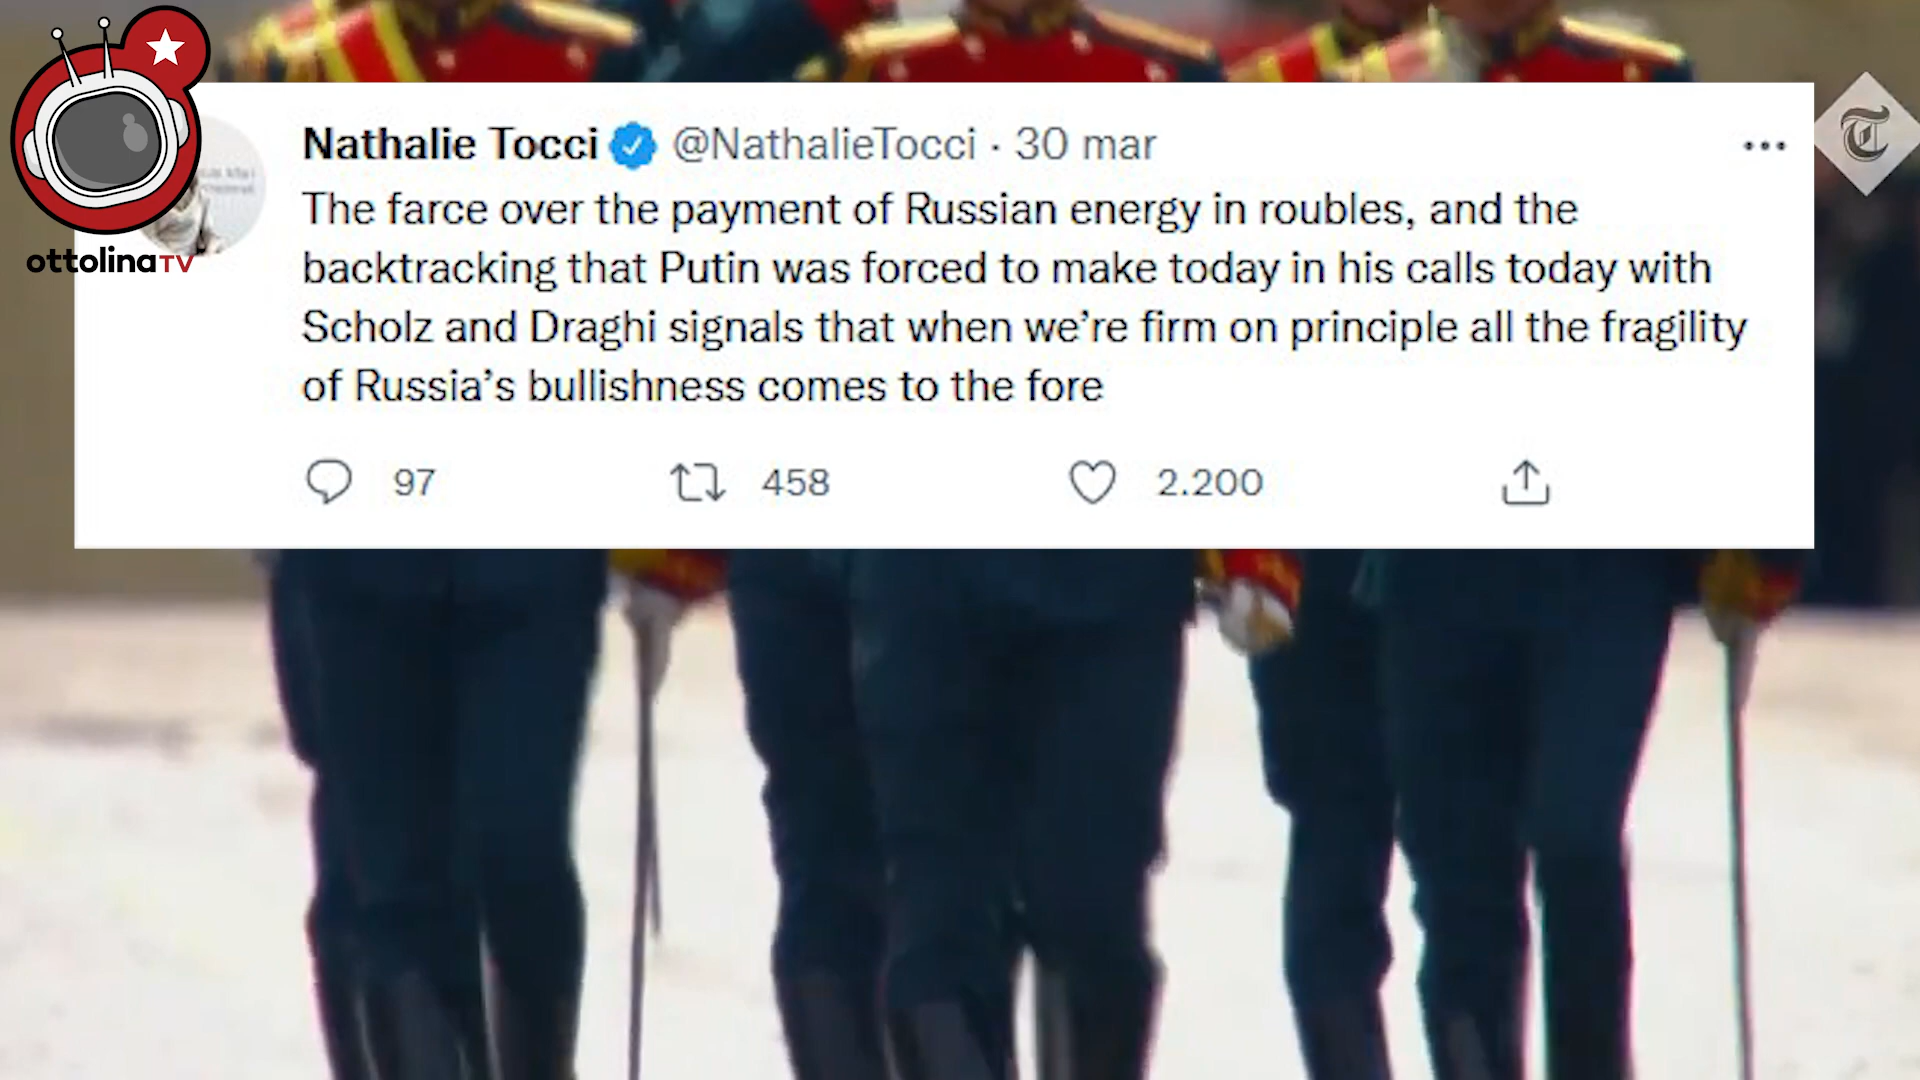 Nathalie Tocci @NathalieTocci · 30 mar
The farce over the payment of Russian energy in roubles, and the
backtracking that Putin was forced to make today in his calls today with
Scholz and Draghi signals that when we’re firm on principle all the fragility
of Russia’s bullishness comes to the fore
97 458 2.200
ottolinaTV
T